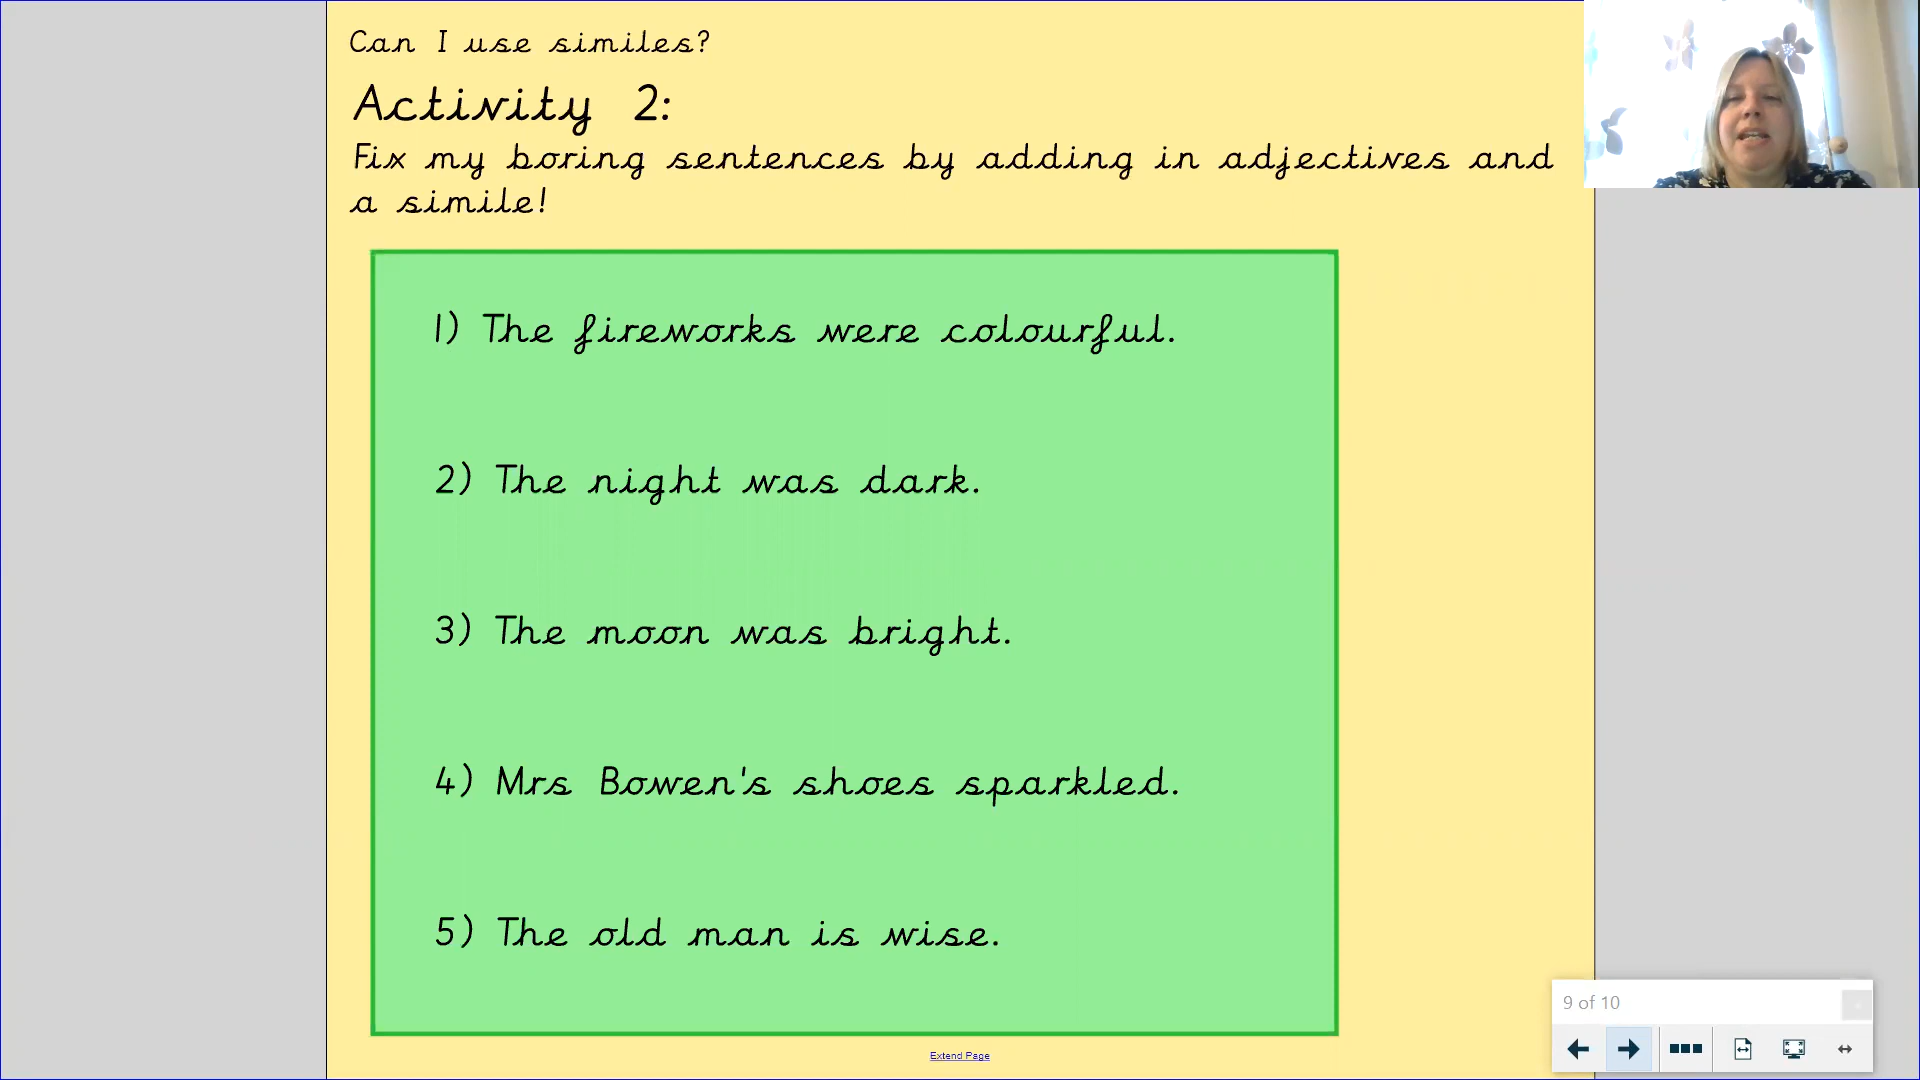 Can I use similes?
Activity 2:
Fix my boring sentences by adding in adjectives and
a simile!
1) The fireworks were colourful.
2) The night was dark.
3) The moon was bright.
4) Mrs Bowen's shoes sparkled.
5) The old man is wise.
Extend Page
9 of 10